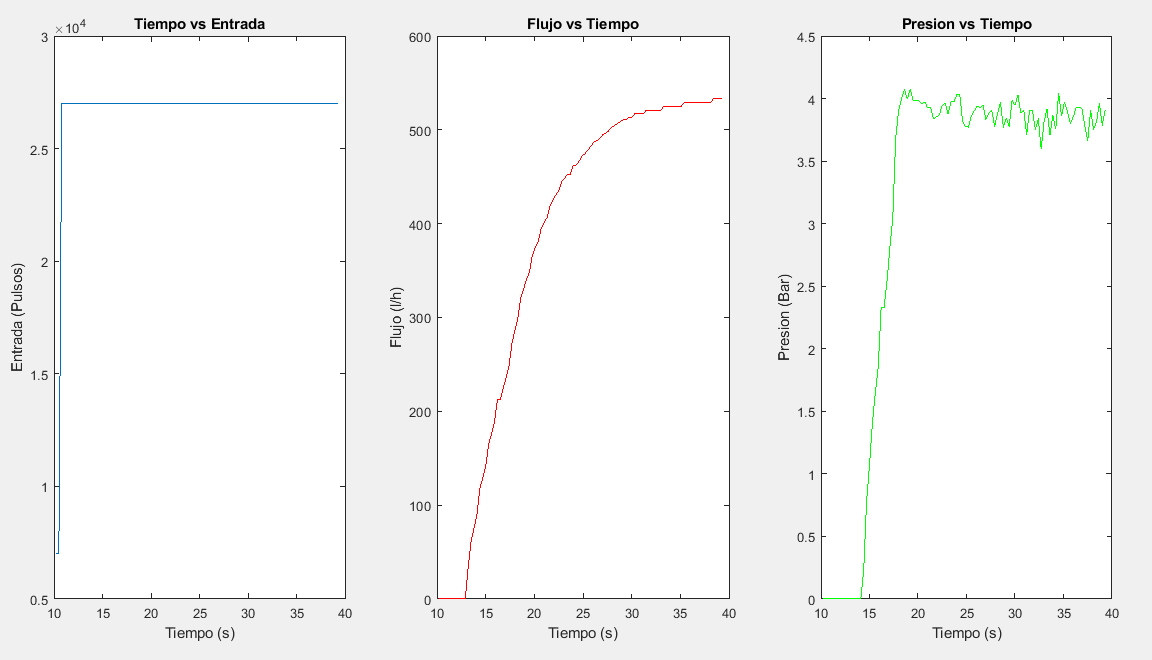 Tiempo vs Entrada
×10^4
3
2.5
2
1.5
1
0.5
10 15 20 25 30 35 40
Entrada (Pulsos)
Tiempo (s)
Flujo vs Tiempo
600
500
400
300
200
100
0
10 15 20 25 30 35 40
Flujo (l/h)
Tiempo (s)
Presion vs Tiempo
4.5
4
3.5
3
2.5
2
1.5
1
0.5
0
10 15 20 25 30 35 40
Presion (Bar)
Tiempo (s)